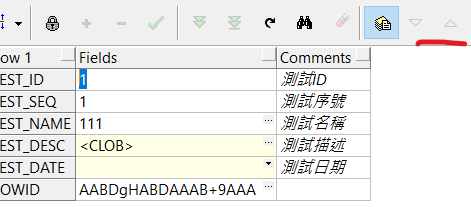 ow 1 Fields Comments
EST_ID 1 測試ID
EST_SEQ 1 測試序號
EST_NAME 111 ... 測試名稱
EST_DESC <CLOB> ... 測試描述
EST_DATE 測試日期
OWID AABDgHABDAAAB+9AAA ...